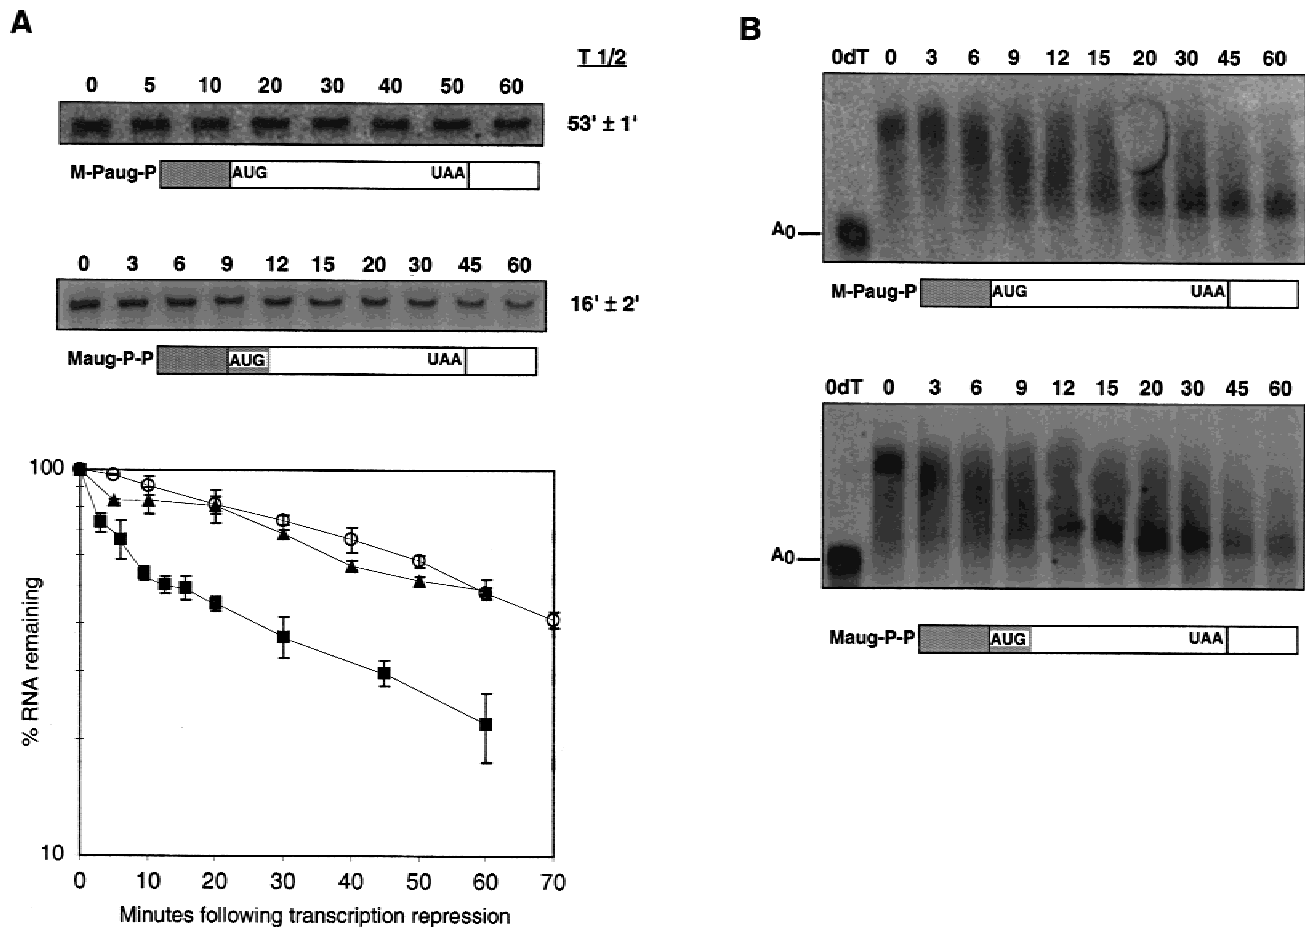 A
T 1/2
0 5 10 20 30 40 50 60
53' ± 1'
M-Paug-P AUG UAA
0 3 6 9 12 15 20 30 45 60
16' ± 2'
Maug-P-P AUG UAA
100
10
% RNA remaining
0 10 20 30 40 50 60 70
Minutes following transcription repression
B
0dT 0 3 6 9 12 15 20 30 45 60
A0
M-Paug-P AUG UAA
0dT 0 3 6 9 12 15 20 30 45 60
A0
Maug-P-P AUG UAA